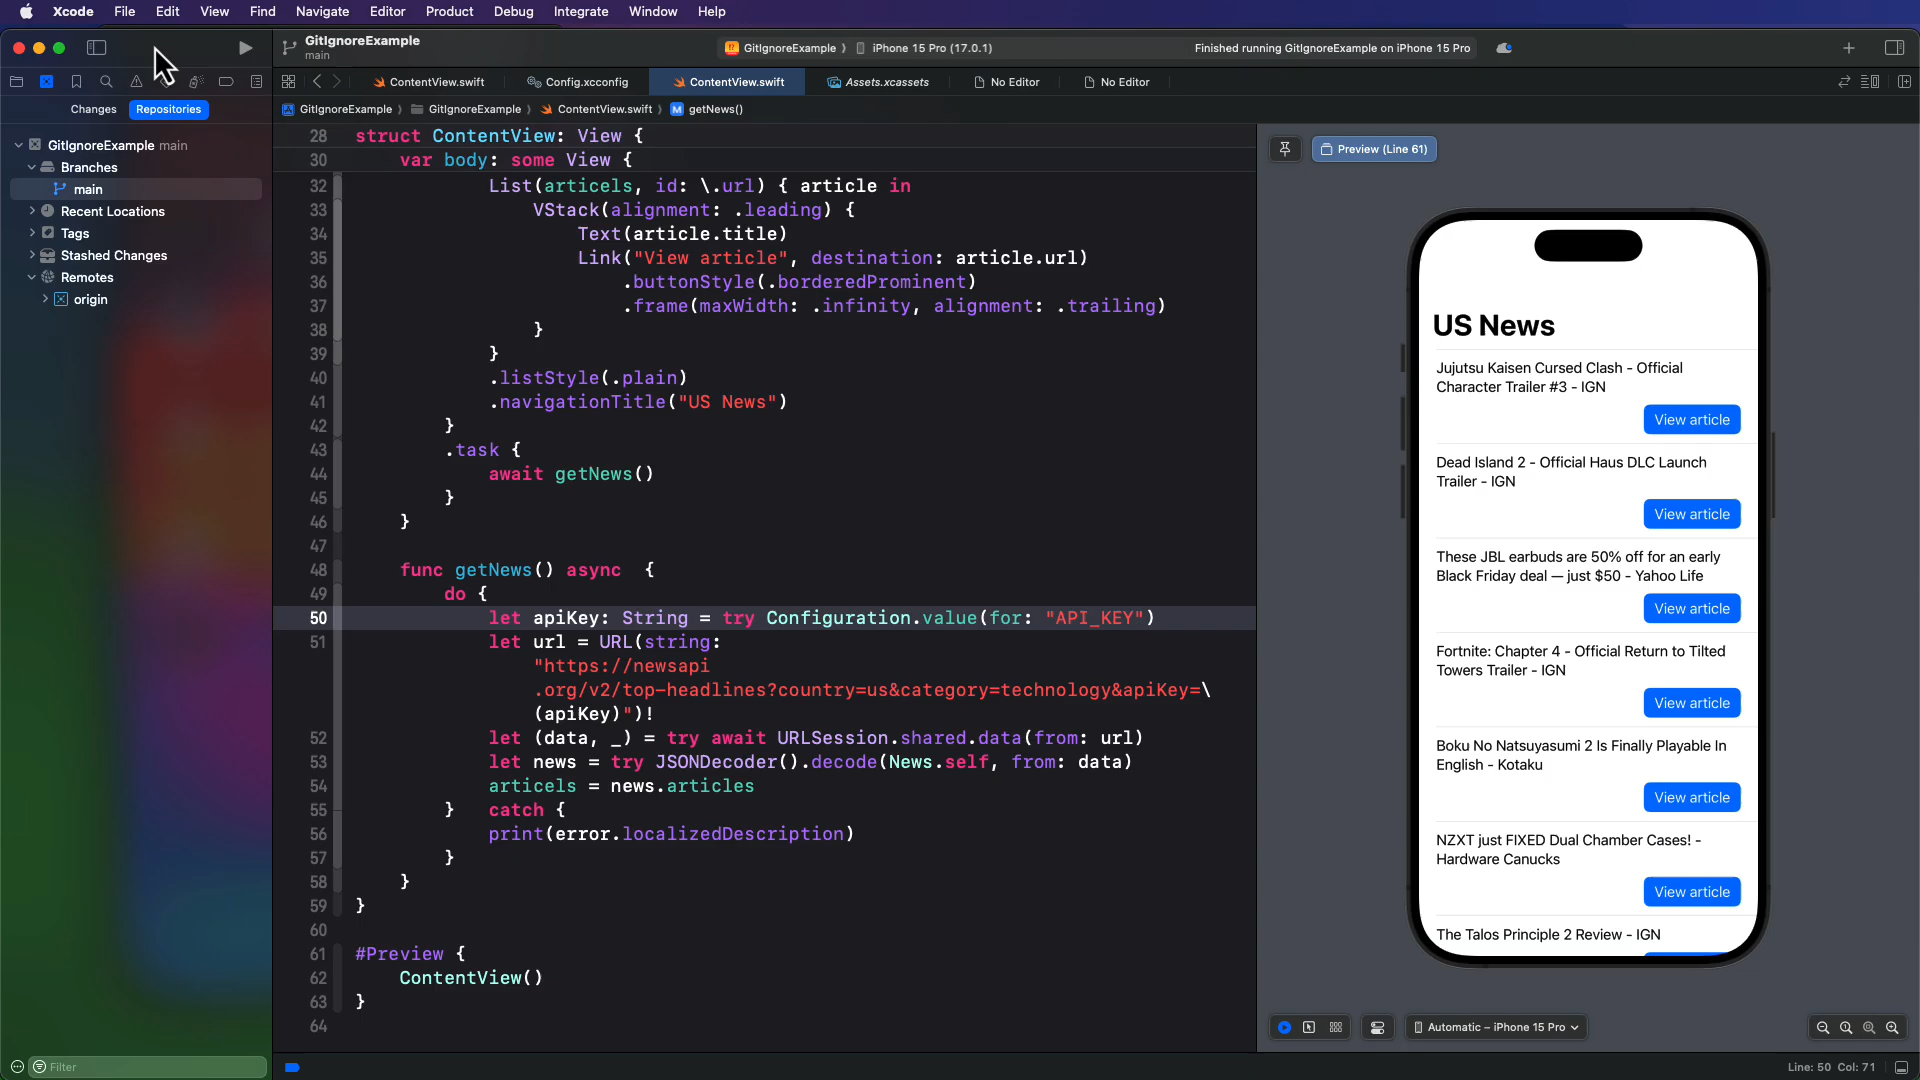 Xcode File Edit View Find Navigate Editor Product Debug Integrate Window Help
GitIgnoreExample
main
GitIgnoreExample iPhone 15 Pro (17.0.1)
Finished running GitIgnoreExample on iPhone 15 Pro
ContentView.swift
Config.xcconfig
ContentView.swift
Assets.xcassets
No Editor
No Editor
Changes Repositories
GitIgnoreExample GitIgnoreExample ContentView.swift M getNews()
GitIgnoreExample main
Branches
main
Recent Locations
Tags
Stashed Changes
Remotes
origin
28 struct ContentView: View {
30 var body: some View {
32 List(articels, id: \.url) { article in
33 VStack(alignment: .leading) {
34 Text(article.title)
35 Link("View article", destination: article.url)
36 .buttonStyle(.borderedProminent)
37 .frame(maxWidth: .infinity, alignment: .trailing)
38 }
39 }
40 .listStyle(.plain)
41 .navigationTitle("US News")
42 }
43 .task {
44 await getNews()
45 }
46 }
47
48 func getNews() async {
49 do {
50 let apiKey: String = try Configuration.value(for: "API_KEY")
51 let url = URL(string:
"https://newsapi
.org/v2/top-headlines?country=us&category=technology&apiKey=\
(apiKey)")!
52 let (data, _) = try await URLSession.shared.data(from: url)
53 let news = try JSONDecoder().decode(News.self, from: data)
54 articels = news.articles
55 } catch {
56 print(error.localizedDescription)
57 }
58 }
59 }
60
61 #Preview {
62 ContentView()
63 }
64
Preview (Line 61)
US News
Jujutsu Kaisen Cursed Clash - Official
Character Trailer #3 - IGN
View article
Dead Island 2 - Official Haus DLC Launch
Trailer - IGN
View article
These JBL earbuds are 50% off for an early
Black Friday deal — just $50 - Yahoo Life
View article
Fortnite: Chapter 4 - Official Return to Tilted
Towers Trailer - IGN
View article
Boku No Natsuyasumi 2 Is Finally Playable In
English - Kotaku
View article
NZXT just FIXED Dual Chamber Cases! -
Hardware Canucks
View article
The Talos Principle 2 Review - IGN
Automatic – iPhone 15 Pro
Filter
Line: 50 Col: 71